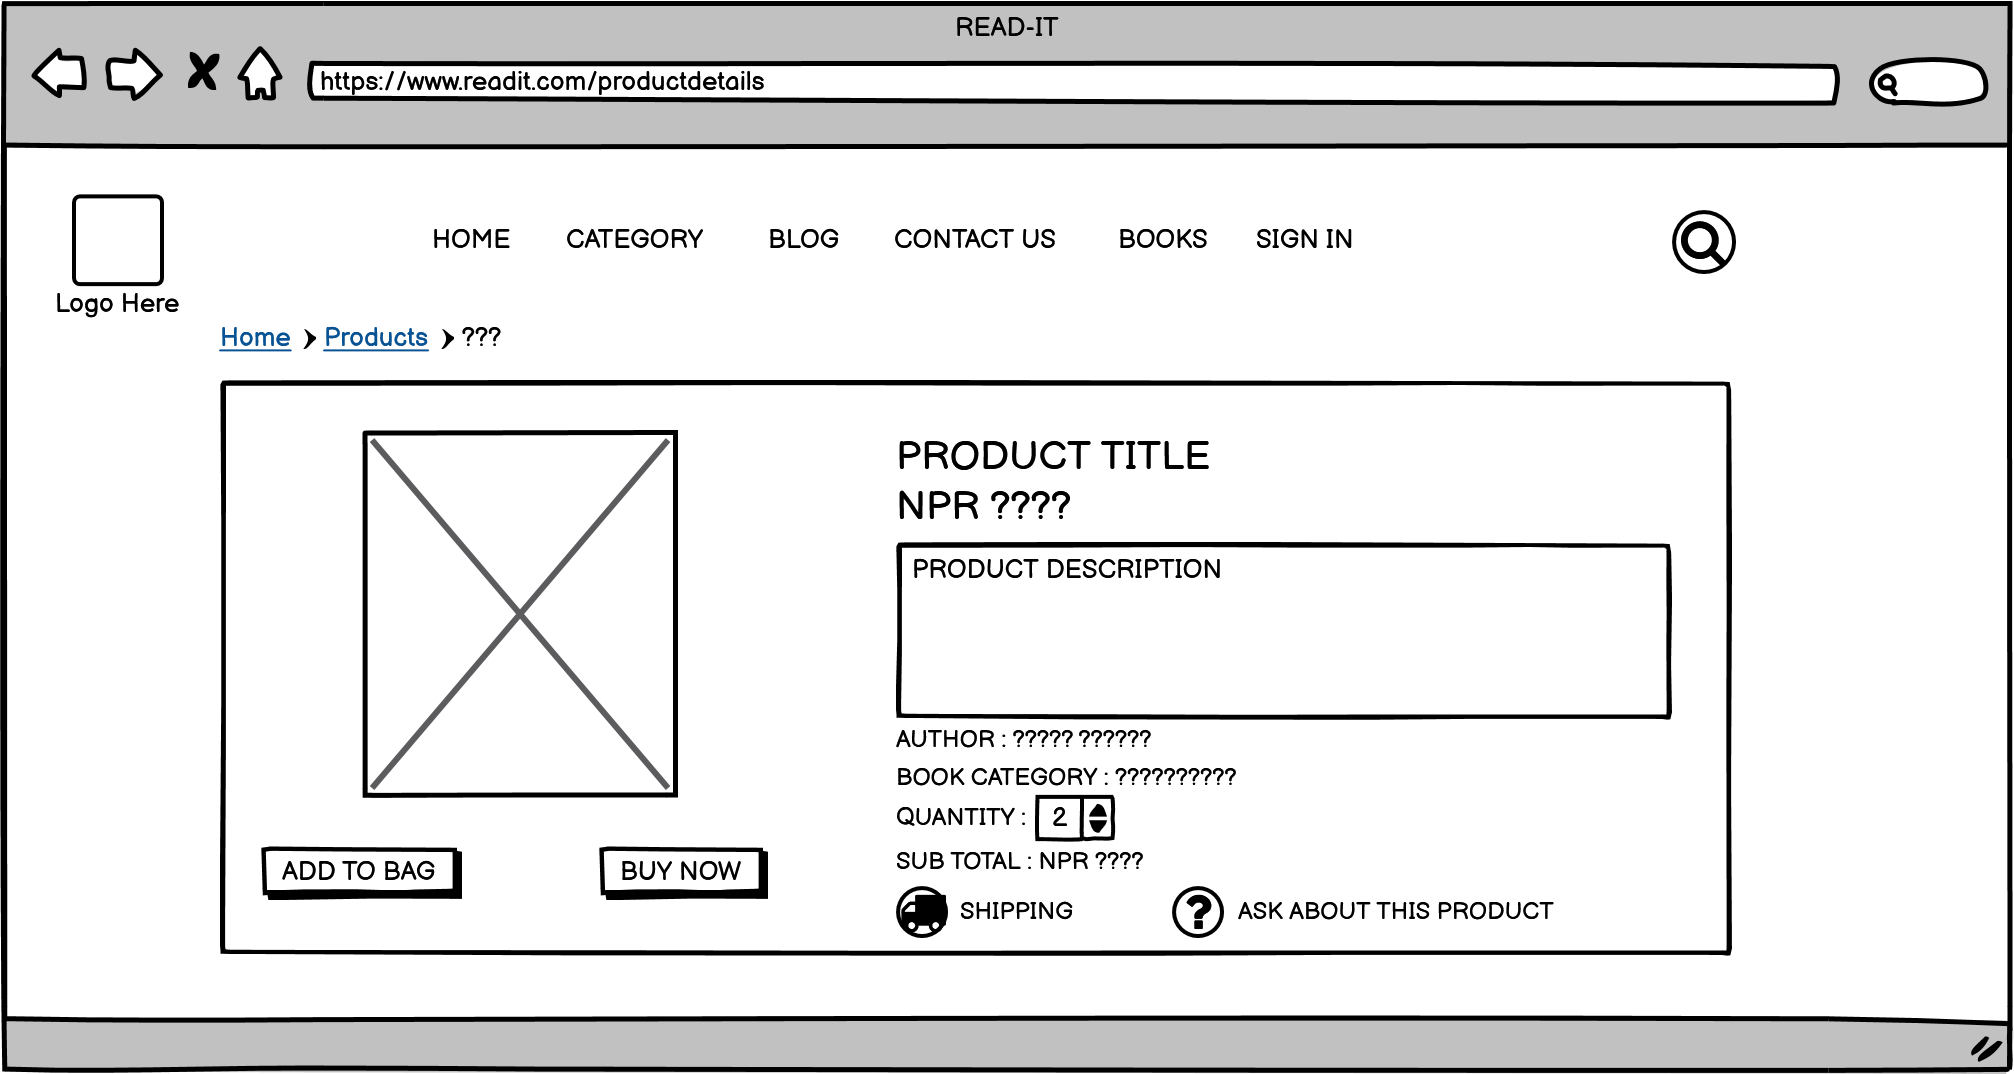 READ-IT
https://www.readit.com/productdetails
HOME CATEGORY BLOG CONTACT US BOOKS SIGN IN
Logo Here
Home Products ???
PRODUCT TITLE
NPR ????
PRODUCT DESCRIPTION
AUTHOR : ????? ??????
BOOK CATEGORY : ??????????
QUANTITY : 2
SUB TOTAL : NPR ????
ADD TO BAG BUY NOW
SHIPPING ? ASK ABOUT THIS PRODUCT